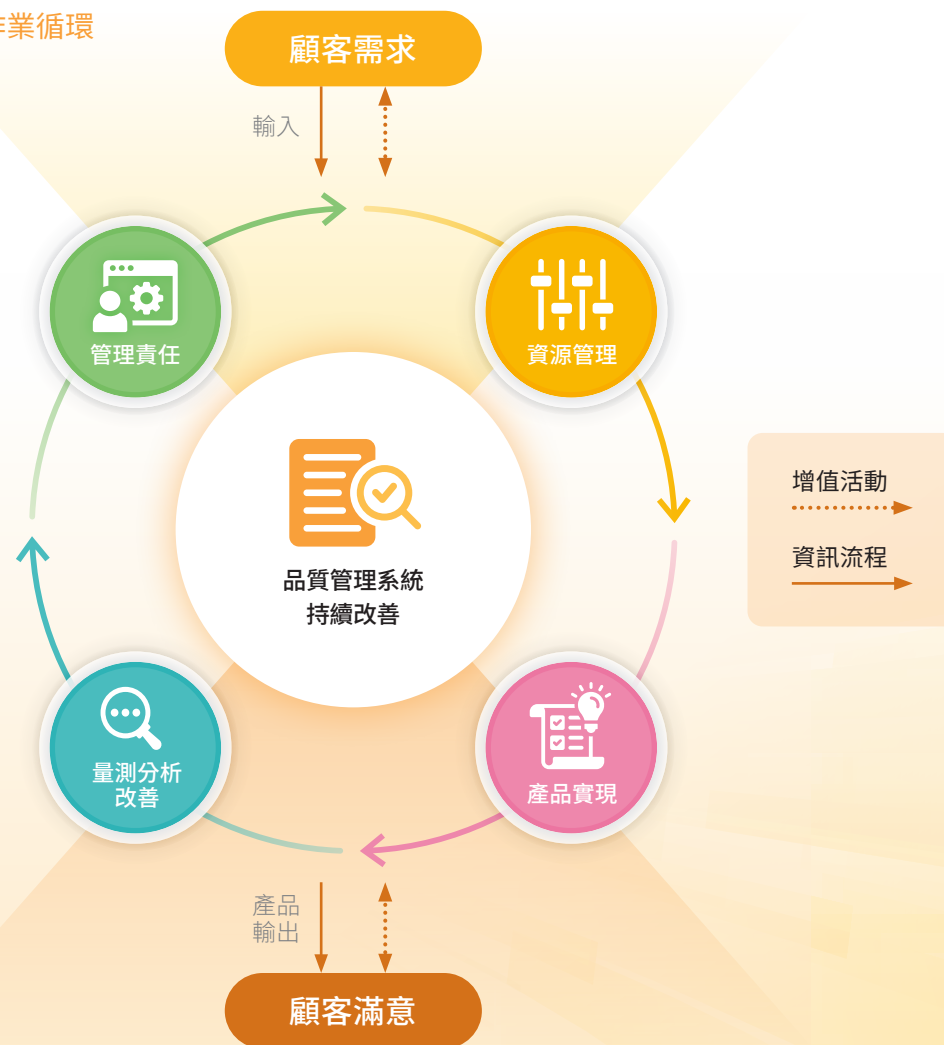 業循環
顧客需求
輸入
管理責任
資源管理
品質管理系統
持續改善
增值活動
資訊流程
量測分析
改善
產品實現
產品
輸出
顧客滿意